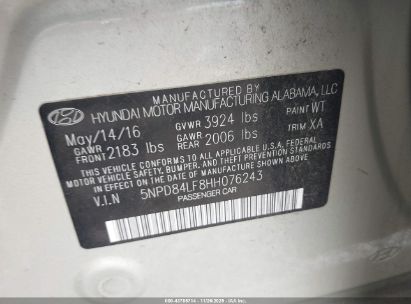 MANUFACTURED BY
HYUNDAI MOTOR MANUFACTURING ALABAMA, LLC
May/14/16 GVWR 3924 lbs PAINT WT
GAWR FRONT 2183 lbs GAWR REAR 2006 lbs TRIM XA
THIS VEHICLE CONFORMS TO ALL APPLICABLE U.S. FEDERAL
MOTOR VEHICLE SAFETY, BUMPER, AND THEFT PREVENTION STANDARDS
IN EFFECT ON THE DATE OF MANUFACTURE SHOWN ABOVE.
V.I.N 5NPD84LF8HH076243
PASSENGER CAR